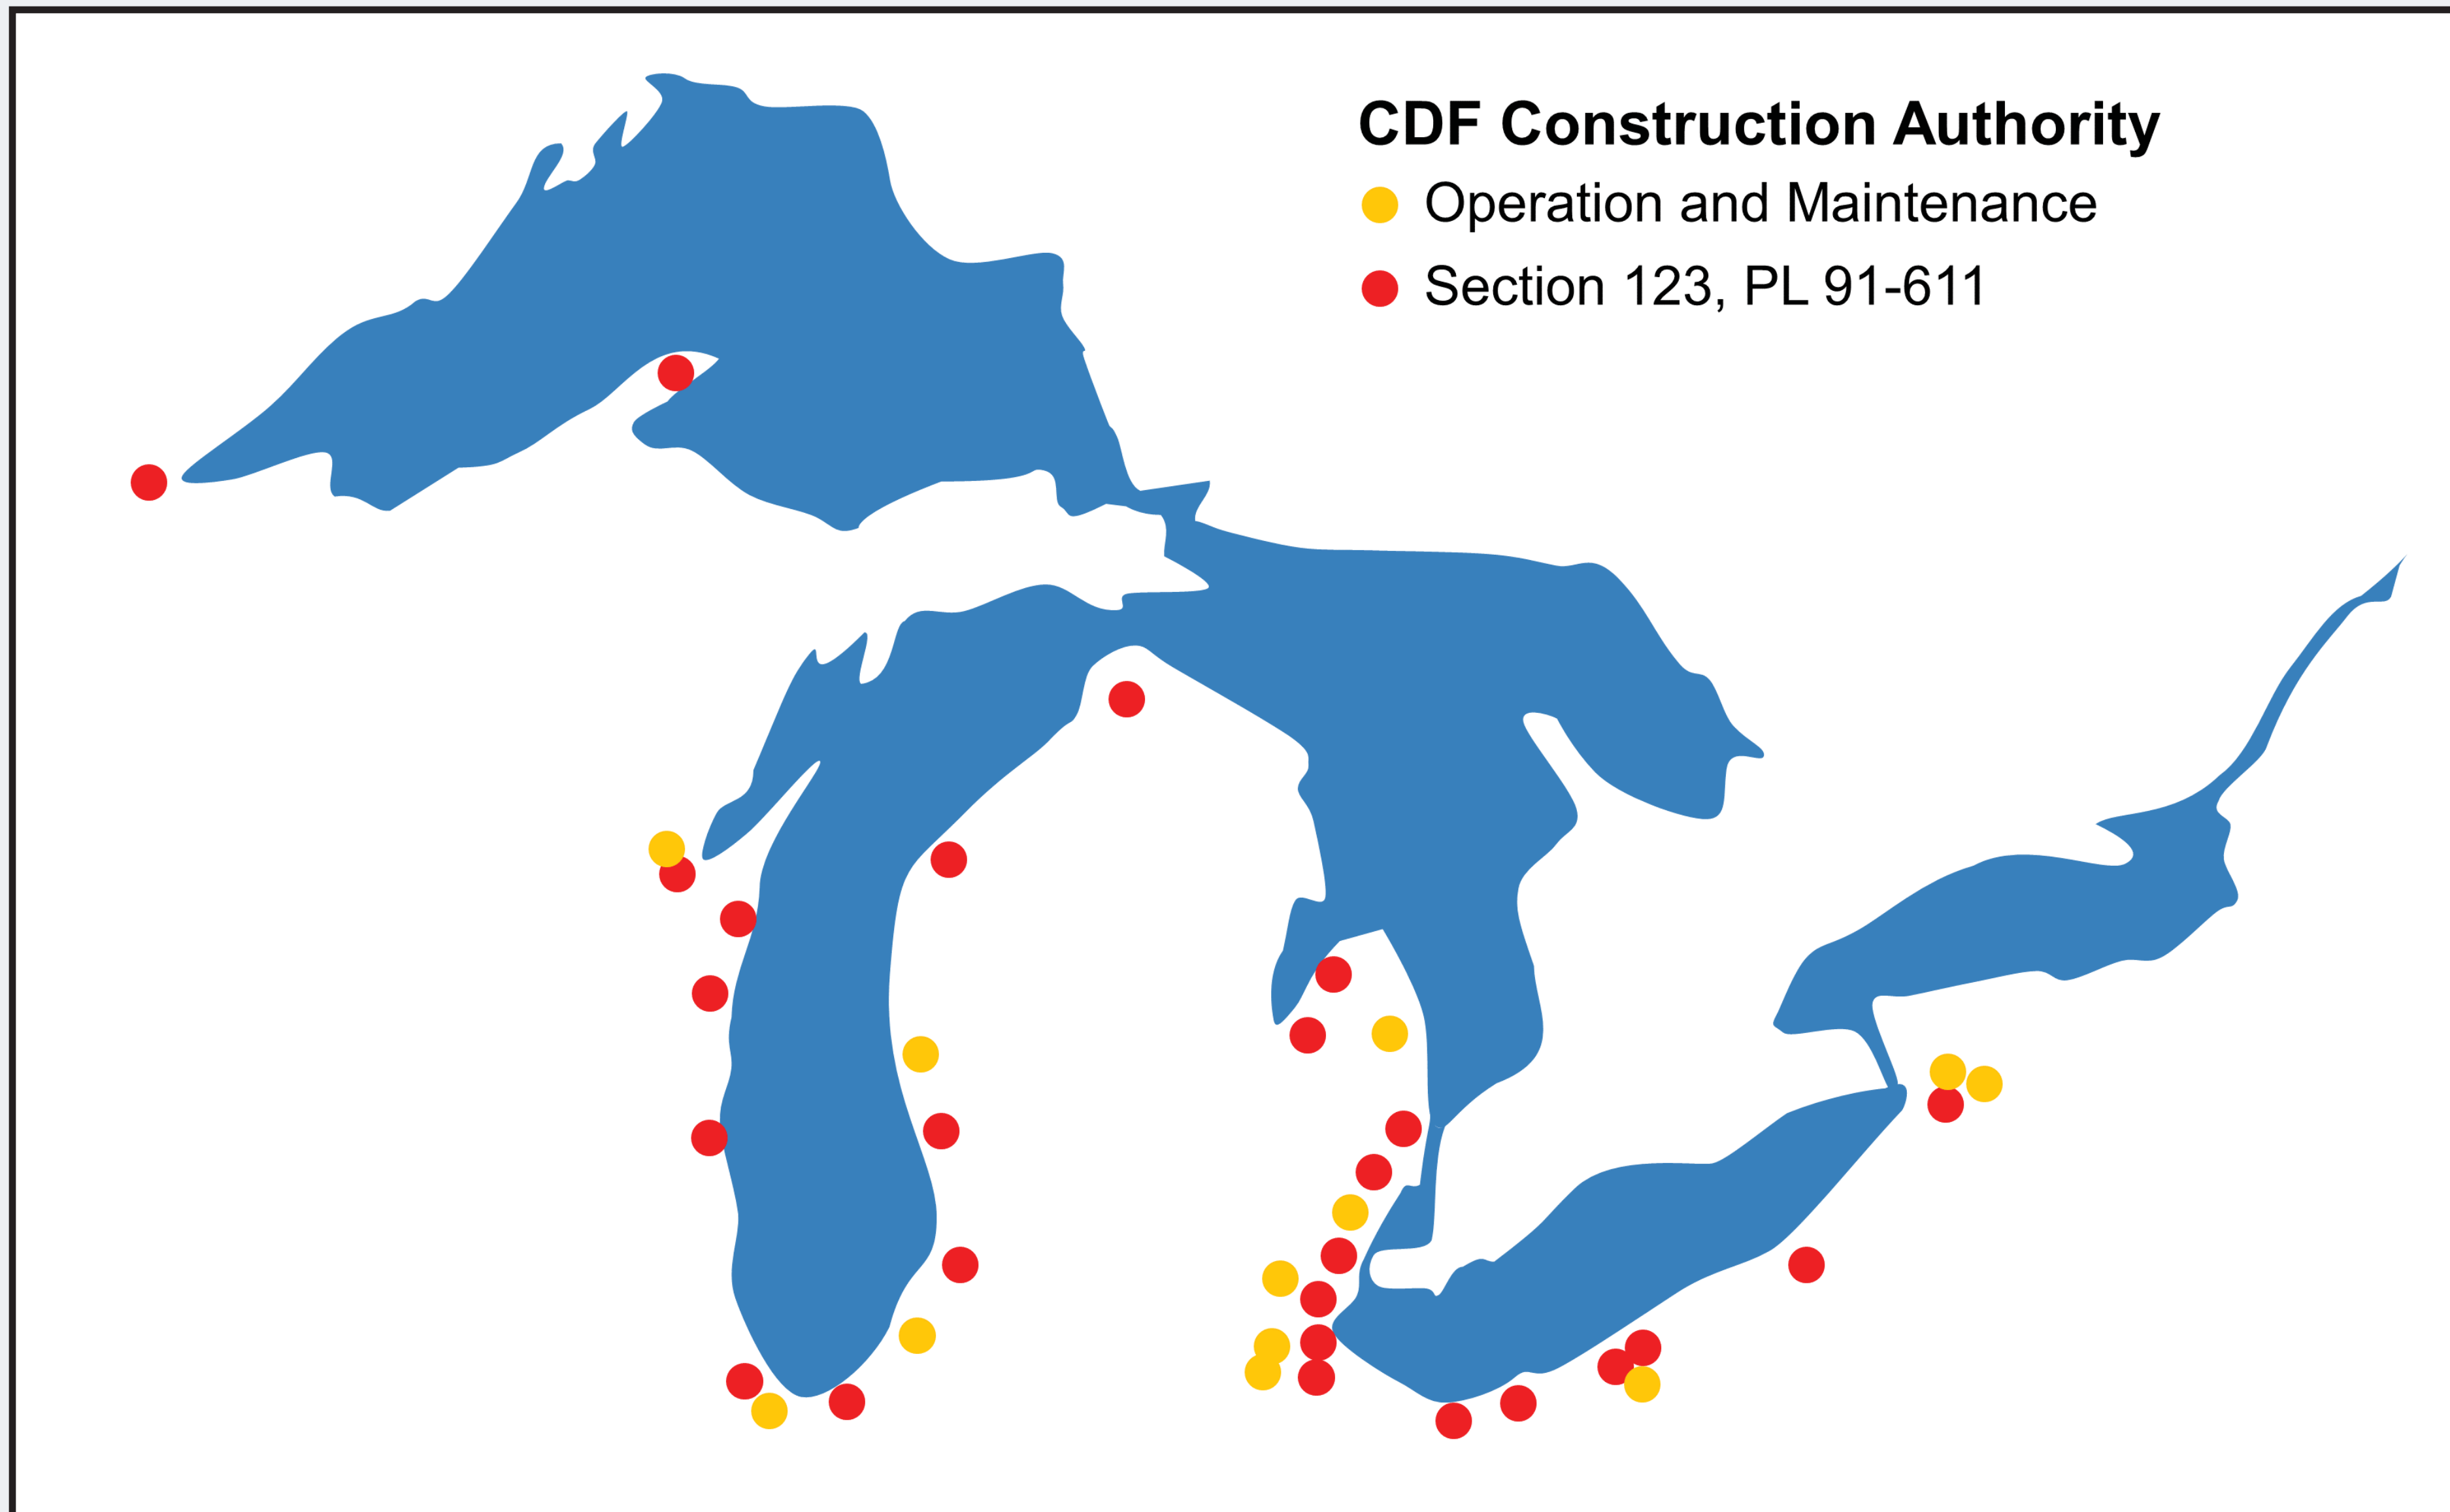 CDF Construction Authority
Operation and Maintenance
Section 123, PL 91-611